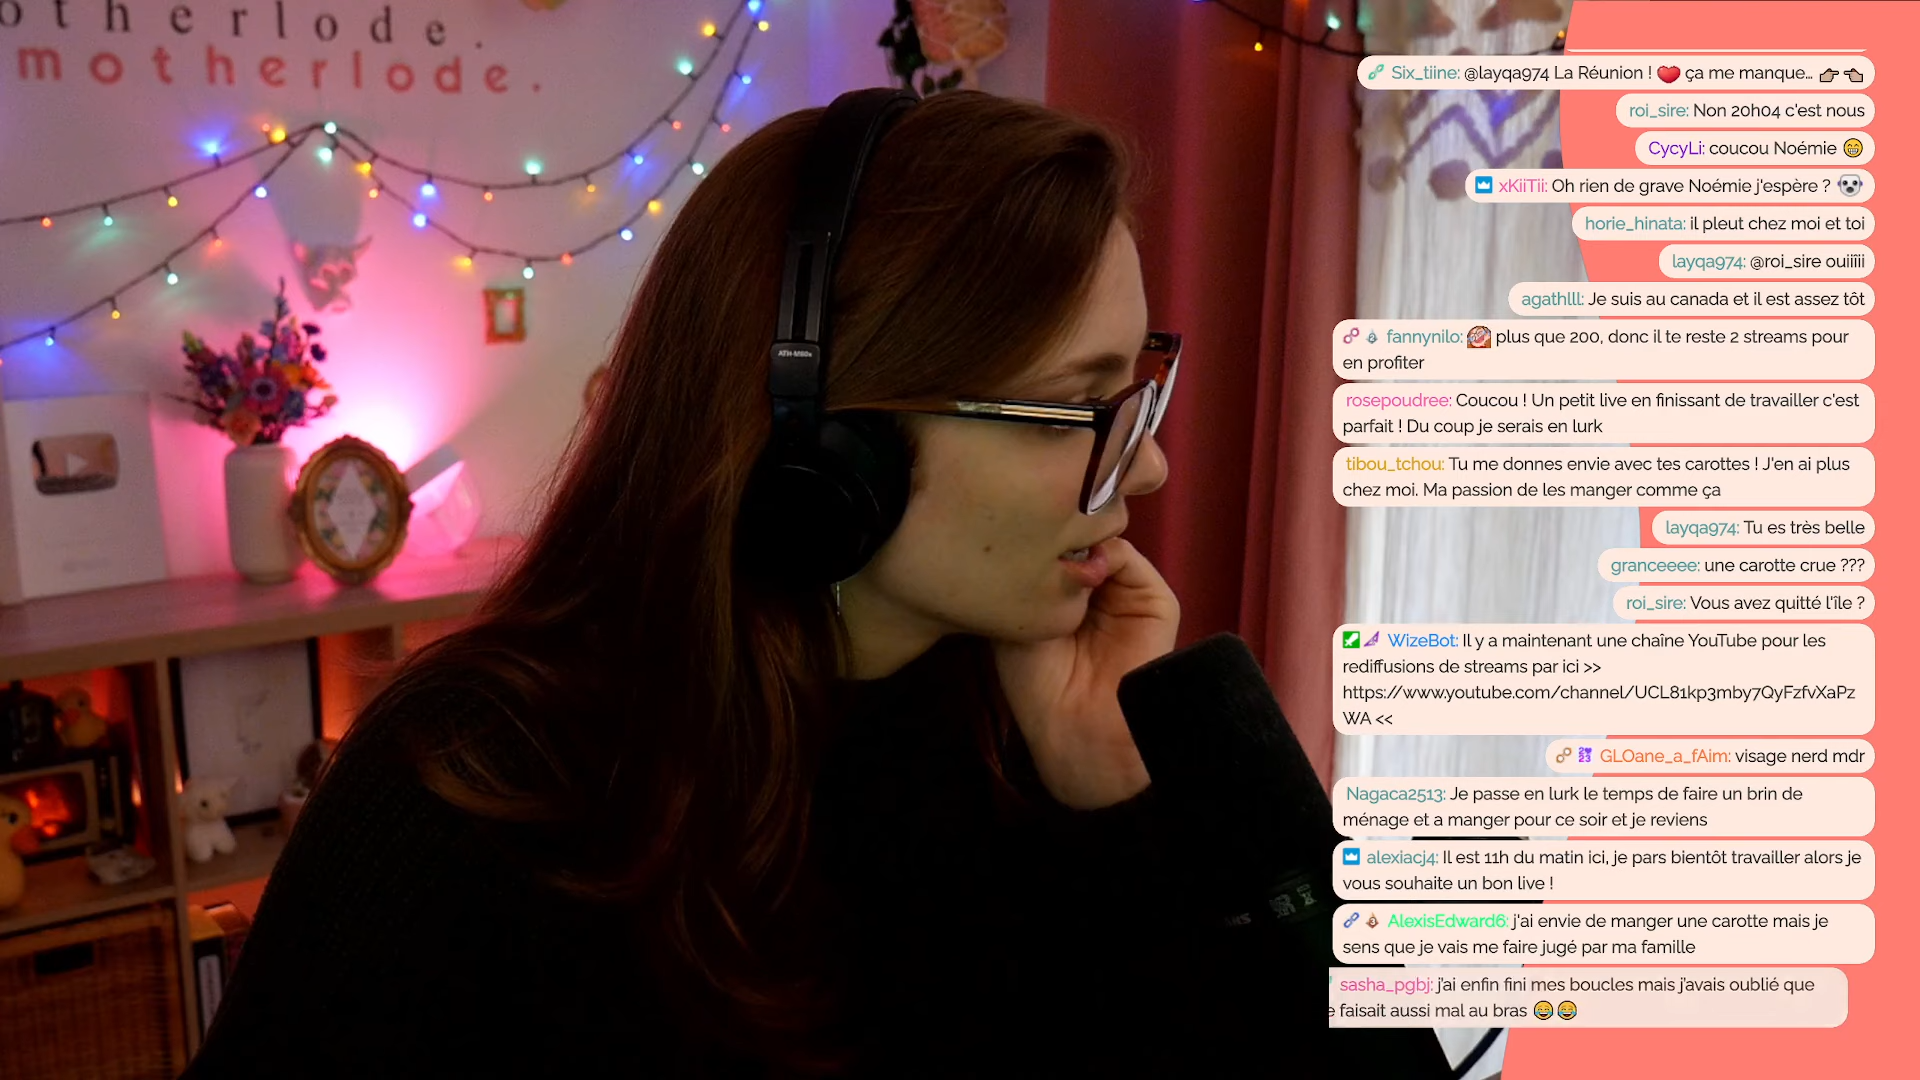 otherlode.
motherlode.
ATH-M50x
Six_tiine: @layqa974 La Réunion ! ❤️ ça me manque... 👉 👈
roi_sire: Non 20h04 c'est nous
CycyLi: coucou Noémie 😁
xKiiTii: Oh rien de grave Noémie j'espère ?
horie_hinata: il pleut chez moi et toi
layqa974: @roi_sire ouiiiii
agathlll: Je suis au canada et il est assez tôt
fannynilo: plus que 200, donc il te reste 2 streams pour
en profiter
rosepoudree: Coucou ! Un petit live en finissant de travailler c'est
parfait ! Du coup je serais en lurk
tibou_tchou: Tu me donnes envie avec tes carottes ! J'en ai plus
chez moi. Ma passion de les manger comme ça
layqa974: Tu es très belle
granceeee: une carotte crue ???
roi_sire: Vous avez quitté l'île ?
WizeBot: Il y a maintenant une chaîne YouTube pour les
rediffusions de streams par ici >>
https://www.youtube.com/channel/UCL81kp3mby7QyFzfvXaPz
WA <<
GLOane_a_fAim: visage nerd mdr
Nagaca2513: Je passe en lurk le temps de faire un brin de
ménage et a manger pour ce soir et je reviens
alexiacj4: Il est 11h du matin ici, je pars bientôt travailler alors je
vous souhaite un bon live !
AlexisEdward6: j'ai envie de manger une carotte mais je
sens que je vais me faire jugé par ma famille
sasha_pgbj: j'ai enfin fini mes boucles mais j'avais oublié que
e faisait aussi mal au bras 😂 😂